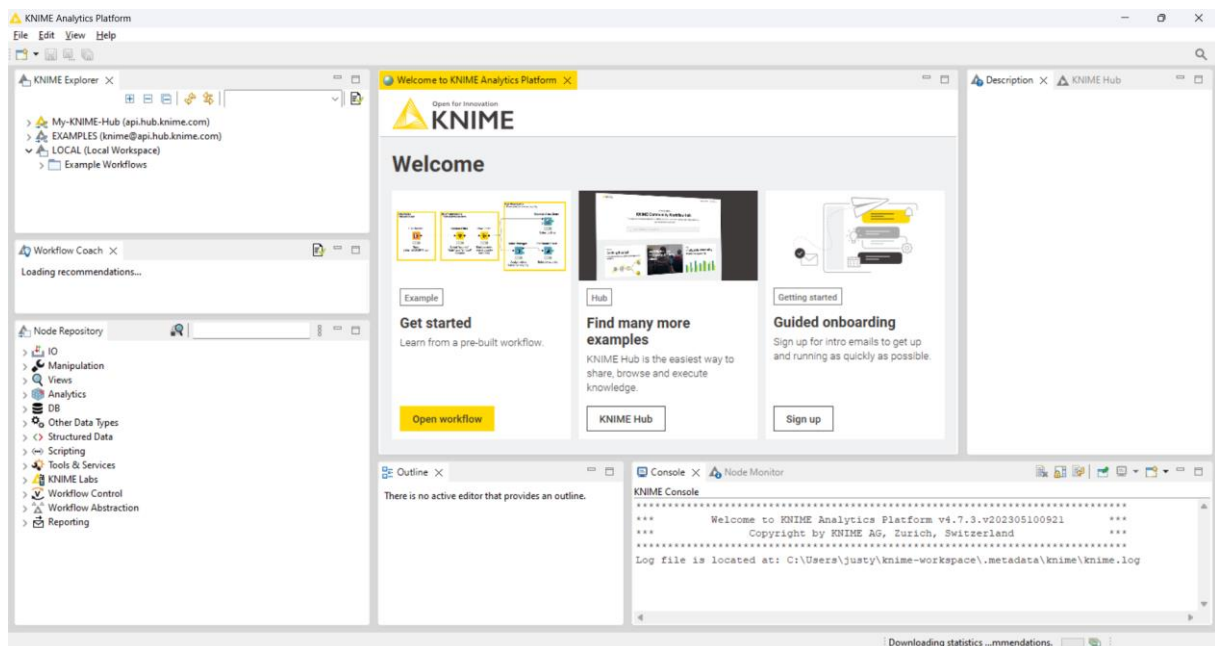 KNIME Analytics Platform
File Edit View Help
KNIME Explorer
My-KNIME-Hub (api.hub.knime.com)
EXAMPLES (knime@api.hub.knime.com)
LOCAL (Local Workspace)
Example Workflows
Workflow Coach
Loading recommendations...
Node Repository
IO
Manipulation
Views
Analytics
DB
Other Data Types
Structured Data
Scripting
Tools & Services
KNIME Labs
Workflow Control
Workflow Abstraction
Reporting
Welcome to KNIME Analytics Platform
Open for Innovation
KNIME
Welcome
Example
Get started
Learn from a pre-built workflow.
Open workflow
Hub
Find many more
examples
KNIME Hub is the easiest way to
share, browse and execute
knowledge.
KNIME Hub
Getting started
Guided onboarding
Sign up for intro emails to get up
and running as quickly as possible.
Sign up
Description KNIME Hub
Outline
There is no active editor that provides an outline.
Console Node Monitor
KNIME Console
********************************************************************************
*** Welcome to KNIME Analytics Platform v4.7.3.v202305100921 ***
*** Copyright by KNIME AG, Zurich, Switzerland ***
********************************************************************************
Log file is located at: C:\Users\justy\knime-workspace\.metadata\knime\knime.log
Downloading statistics ...mmendations.